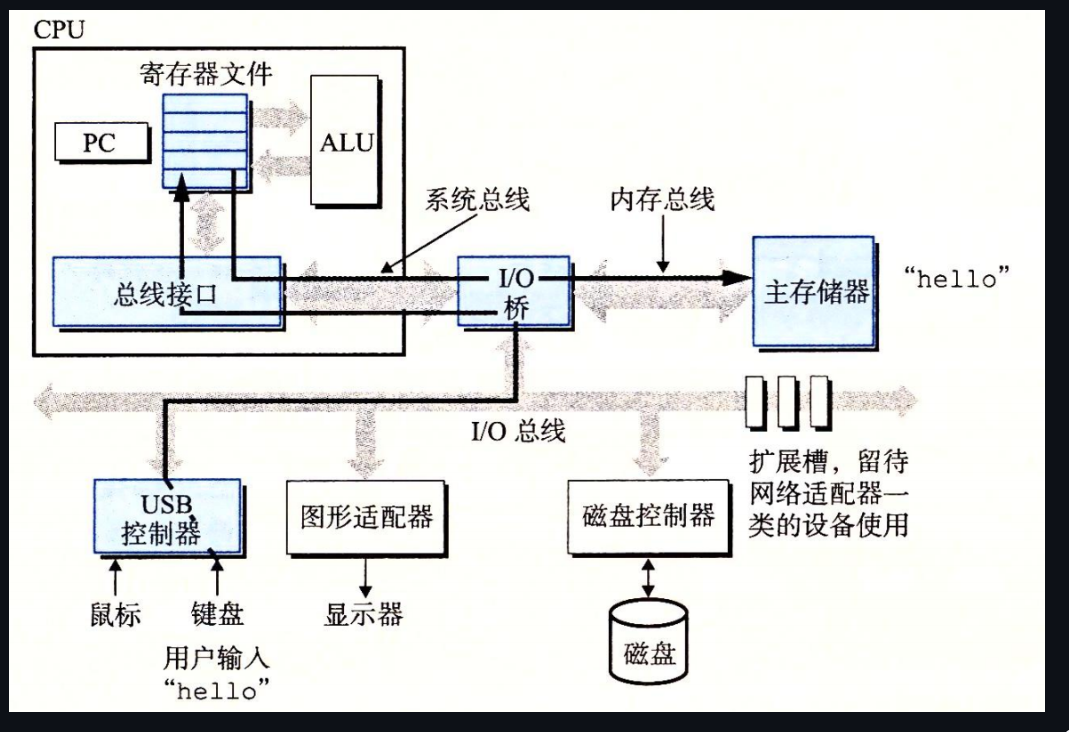 CPU
寄存器文件
PC
ALU
系统总线
内存总线
总线接口
I/O
桥
主存储器
“hello”
I/O 总线
扩展槽，留待
网络适配器一
类的设备使用
USB
控制器
图形适配器
磁盘控制器
鼠标
键盘
显示器
磁盘
用户输入
“hello”